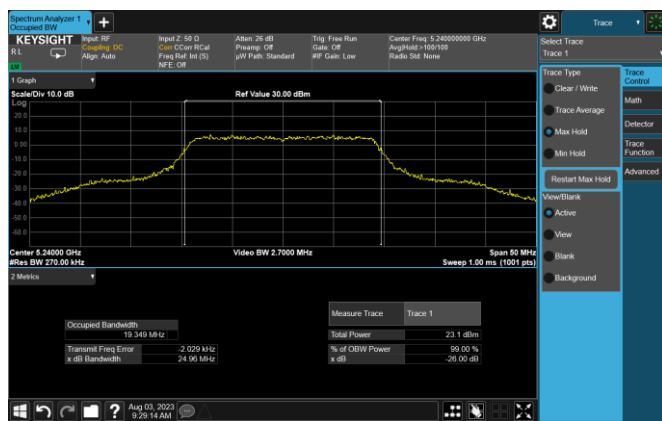 Spectrum Analyzer 1
Occupied BW
Trace
KEYSIGHT
R L
Input: RF
Coupling: DC
Align: Auto
Input Z: 50 Ω
Corr CCorr RCal
Freq Ref: Int (S)
NFE: Off
Atten: 26 dB
Preamp: Off
µW Path: Standard
Trig: Free Run
Gate: Off
#IF Gain: Low
Center Freq: 5.240000000 GHz
Avg|Hold:>100/100
Radio Std: None
LW
1 Graph
Scale/Div 10.0 dB
Ref Value 30.00 dBm
Log
20.0
10.0
0.00
-10.0
-20.0
-30.0
-40.0
-50.0
-60.0
Center 5.24000 GHz
#Res BW 270.00 kHz
Video BW 2.7000 MHz
Span 50 MHz
Sweep 1.00 ms (1001 pts)
2 Metrics
Occupied Bandwidth
19.349 MHz
Transmit Freq Error -2.029 kHz
x dB Bandwidth 24.96 MHz
Measure Trace Trace 1
Total Power 23.1 dBm
% of OBW Power 99.00 %
x dB -26.00 dB
Aug 03, 2023
9:29:14 AM
Select Trace
Trace 1
Trace Type
Clear / Write
Trace Average
Max Hold
Min Hold
Restart Max Hold
View/Blank
Active
View
Blank
Background
Trace
Control
Math
Detector
Trace
Function
Advanced